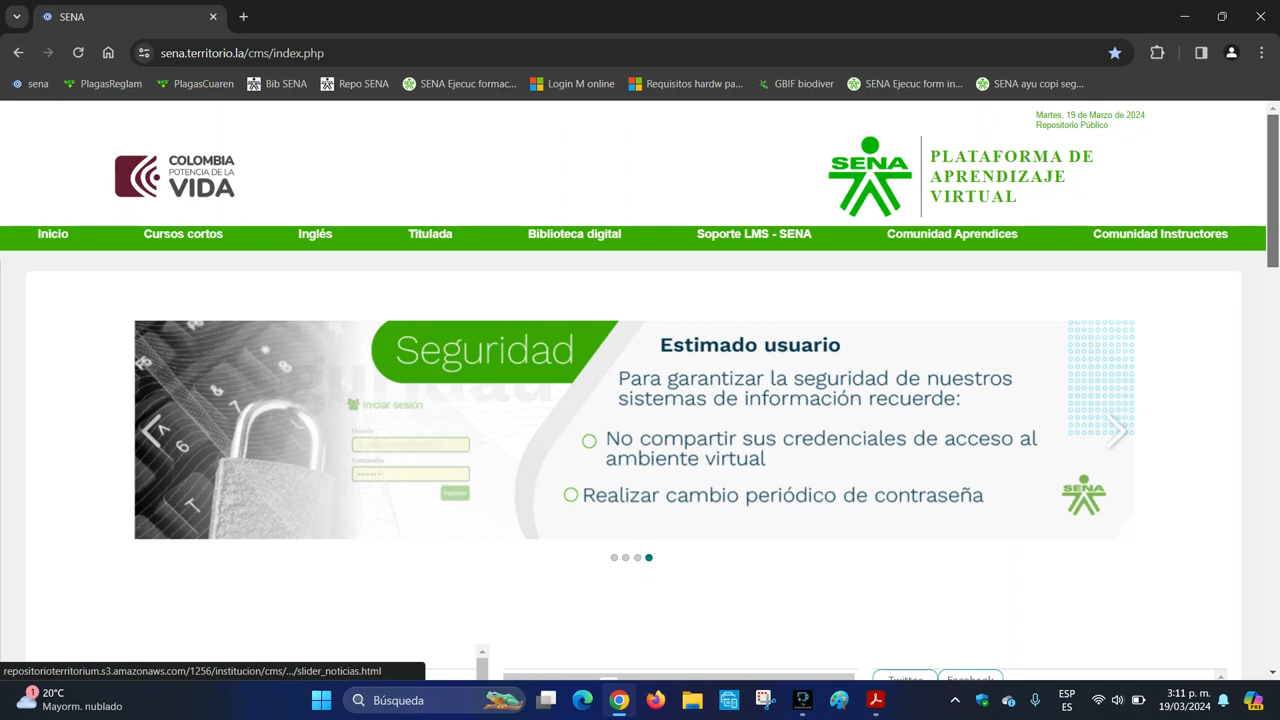 SENA
sena.territorio.la/cms/index.php
sena
PlagasReglam
PlagasCuaren
Bib SENA
Repo SENA
SENA Ejecuc formac...
Login M online
Requisitos hardw pa...
GBIF biodiver
SENA Ejecuc form in...
SENA ayu copi seg...
Martes, 19 de Marzo de 2024
Repositorio Público
COLOMBIA
POTENCIA DE LA
VIDA
SENA
PLATAFORMA DE
APRENDIZAJE
VIRTUAL
Inicio
Cursos cortos
Inglés
Titulada
Biblioteca digital
Soporte LMS - SENA
Comunidad Aprendices
Comunidad Instructores
Seguridad
Iniciar sesión
Estimado usuario
Para garantizar la seguridad de nuestros
sistemas de información recuerde:
No compartir sus credenciales de acceso al
ambiente virtual
Realizar cambio periódico de contraseña
SENA
Twitter
Facebook
repositorioterritorium.s3.amazonaws.com/1256/institucion/cms/.../slider_noticias.html
1
20°C
Mayorm. nublado
Búsqueda
ESP
ES
3:11 p. m.
19/03/2024